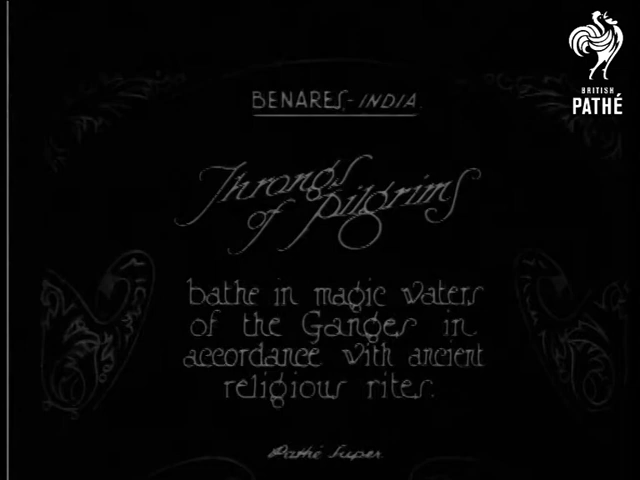 BRITISH
PATHÉ
BENARES,- INDIA.
Throngs
of Pilgrims
bathe in magic waters
of the Ganges in
accordance with ancient
religious rites.
Pathé Super.